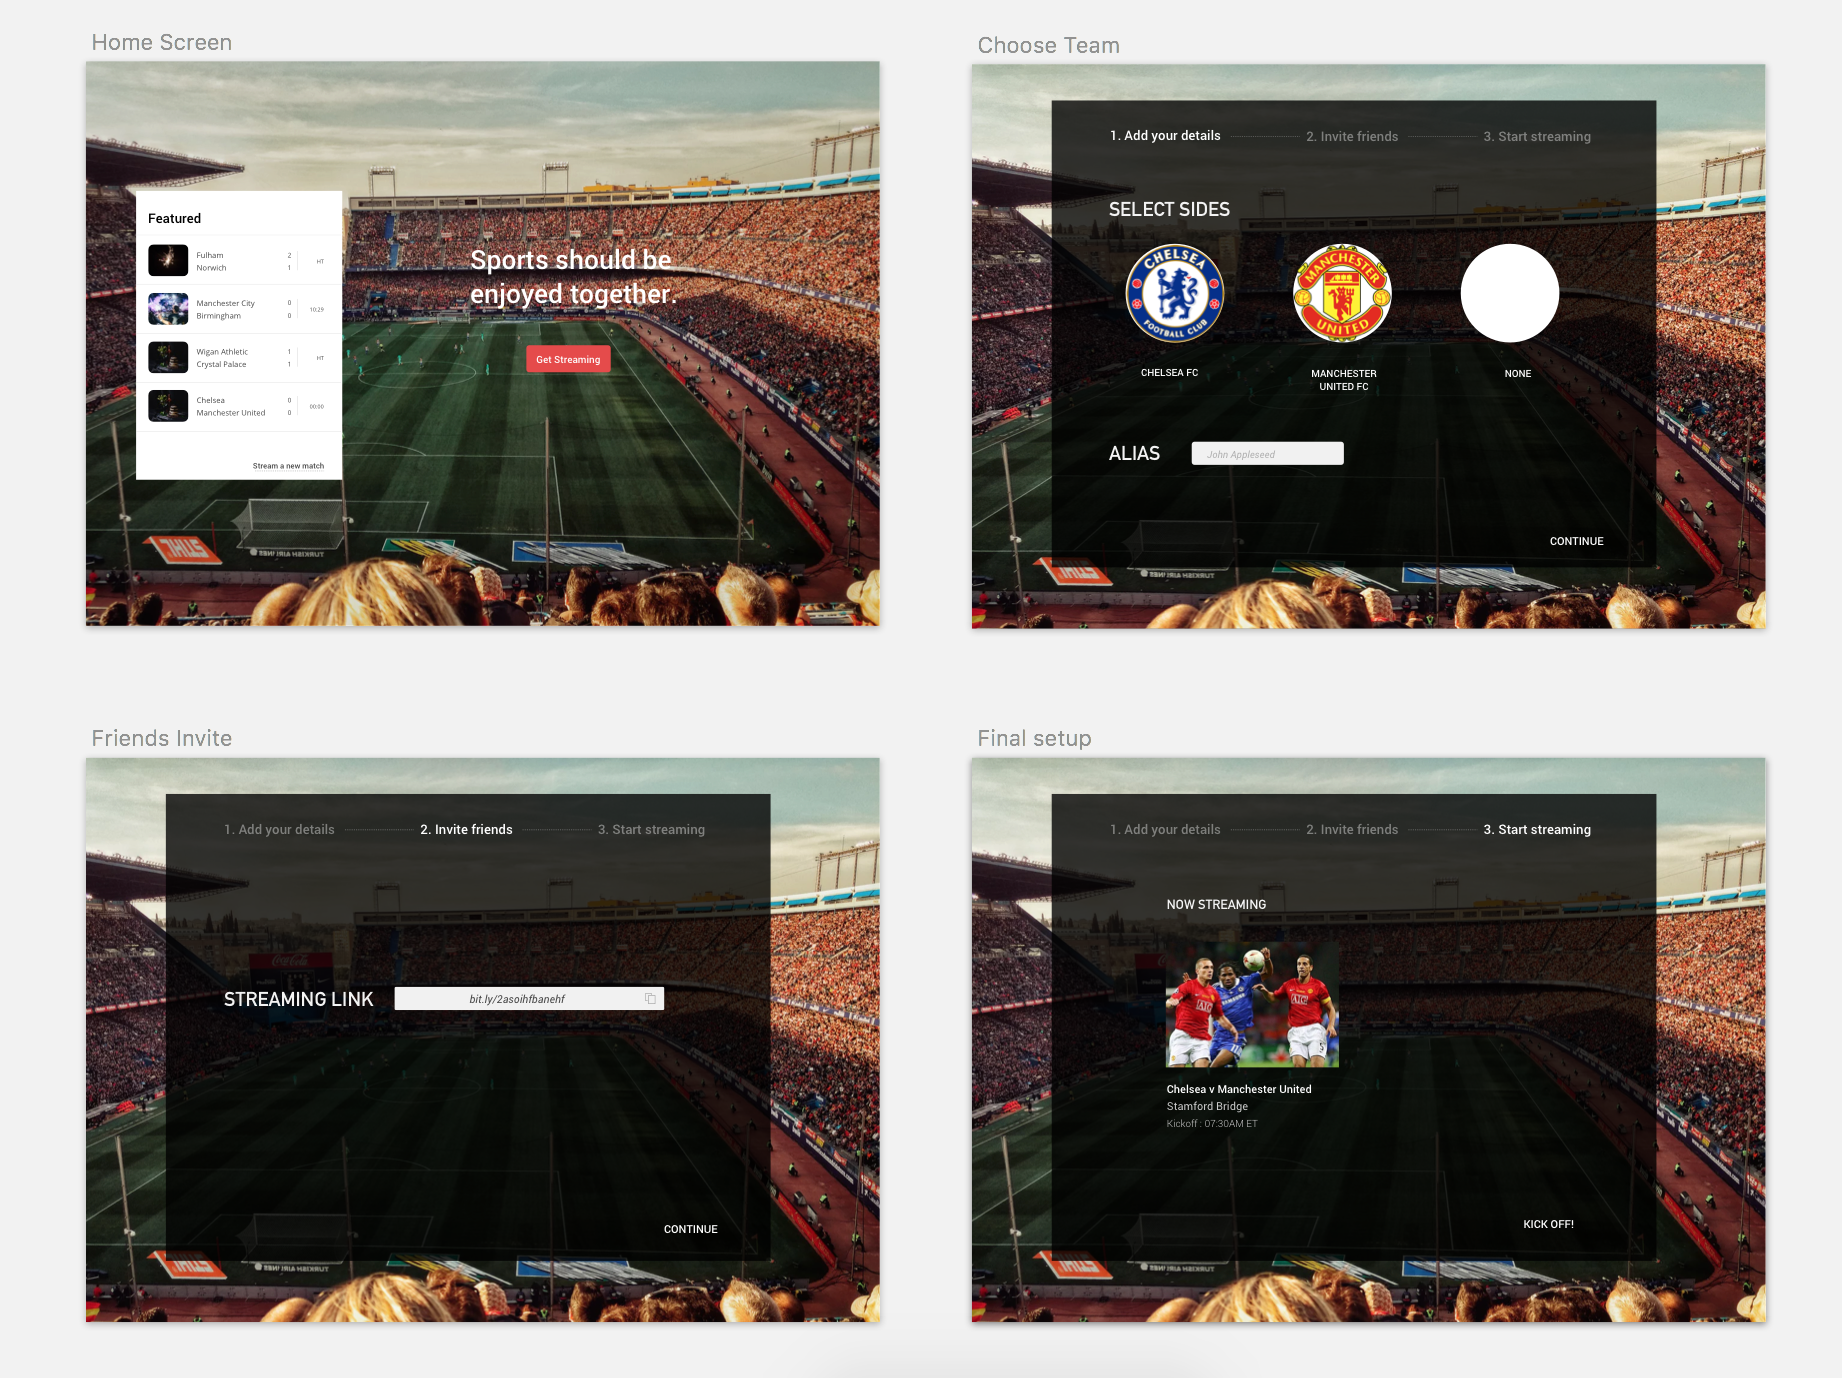 Home Screen
Featured
Fulham 2
Norwich 1
HT
Manchester City 0
Birmingham 0
10:29
Wigan Athletic 1
Crystal Palace 1
HT
Chelsea 0
Manchester United 0
00:00
Stream a new match
Sports should be
enjoyed together.
Get Streaming
Choose Team
1. Add your details
2. Invite friends
3. Start streaming
SELECT SIDES
CHELSEA
FOOTBALL CLUB
MANCHESTER
UNITED
CHELSEA FC
MANCHESTER
UNITED FC
NONE
ALIAS
John Appleseed
CONTINUE
Friends Invite
1. Add your details
2. Invite friends
3. Start streaming
STREAMING LINK
bit.ly/2asoihfbanehf
CONTINUE
Final setup
1. Add your details
2. Invite friends
3. Start streaming
NOW STREAMING
AIG
SAMSUNG
AIG
Chelsea v Manchester United
Stamford Bridge
Kickoff : 07:30AM ET
KICK OFF!